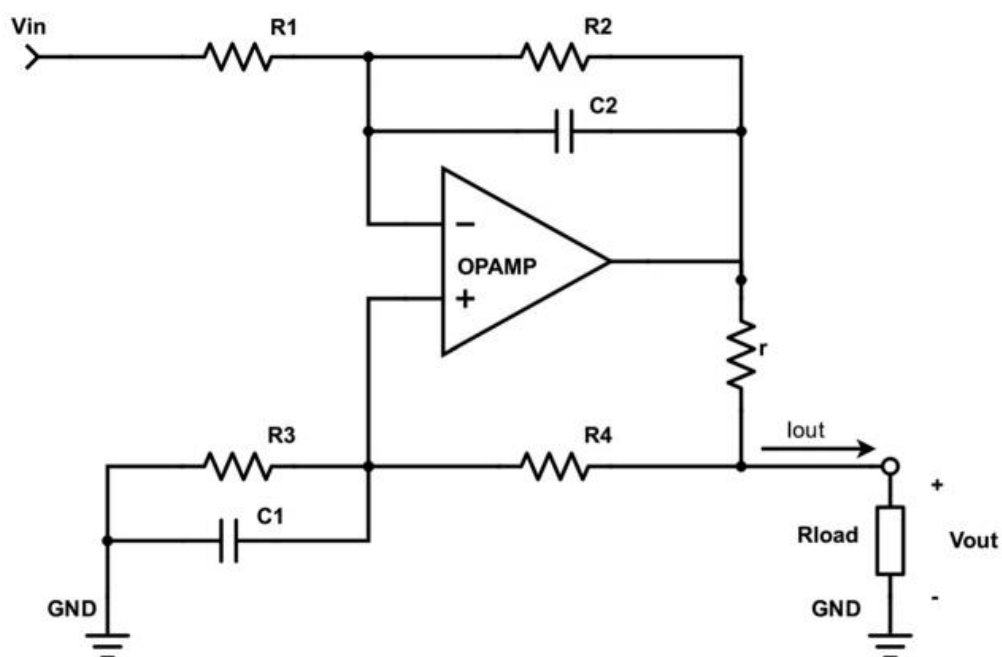 Vin
R1
R2
C2
−
OPAMP
+
r
R3
R4
Iout
C1
+
Rload
Vout
GND
GND
-